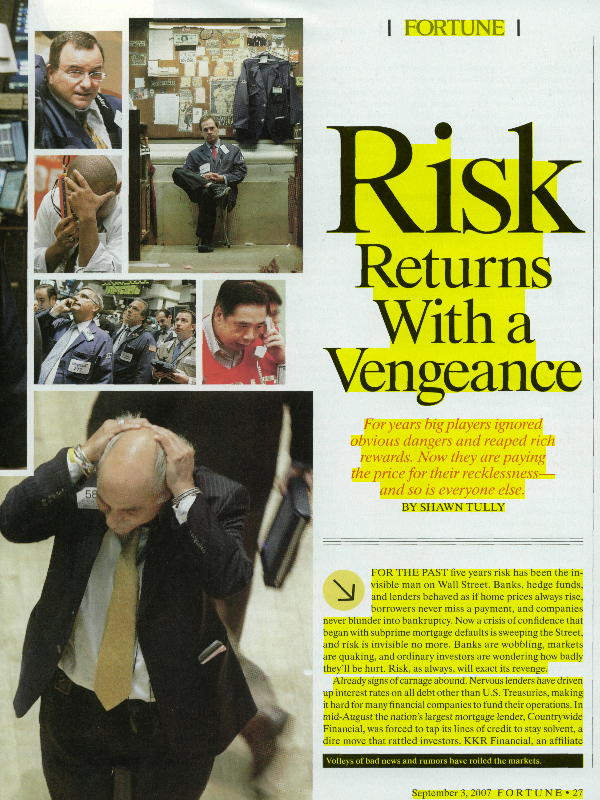 FORTUNE
Risk
Returns
With a
Vengeance
For years big players ignored
obvious dangers and reaped rich
rewards. Now they are paying
the price for their recklessness—
and so is everyone else.
BY SHAWN TULLY
FOR THE PAST five years risk has been the in-
visible man on Wall Street. Banks, hedge funds,
and lenders behaved as if home prices always rise,
borrowers never miss a payment, and companies
never blunder into bankruptcy. Now a crisis of confidence that
began with subprime mortgage defaults is sweeping the Street,
and risk is invisible no more. Banks are wobbling, markets
are quaking, and ordinary investors are wondering how badly
they'll be hurt. Risk, as always, will exact its revenge.
Already signs of carnage abound. Nervous lenders have driven
up interest rates on all debt other than U.S. Treasuries, making
it hard for many financial companies to fund their operations. In
mid-August the nation's largest mortgage lender, Countrywide
Financial, was forced to tap its lines of credit to stay solvent, a
dire move that rattled investors. KKR Financial, an affiliate
Volleys of bad news and rumors have roiled the markets.
September 3, 2007 FORTUNE • 27
58